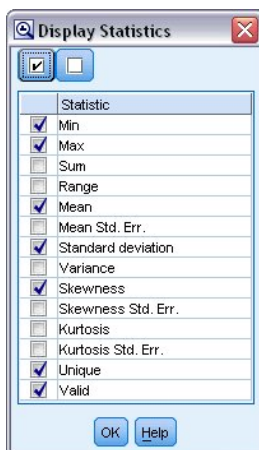 Display Statistics
Statistic
Min
Max
Sum
Range
Mean
Mean Std. Err.
Standard deviation
Variance
Skewness
Skewness Std. Err.
Kurtosis
Kurtosis Std. Err.
Unique
Valid
OK Help